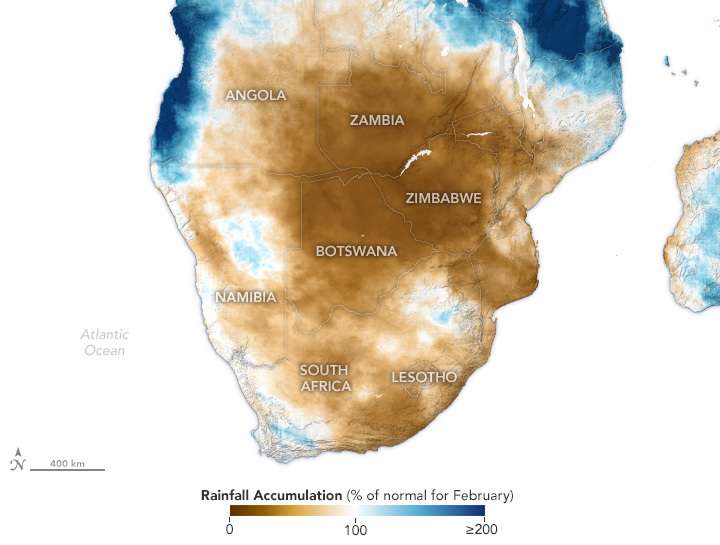 ANGOLA
ZAMBIA
ZIMBABWE
BOTSWANA
NAMIBIA
Atlantic
Ocean
SOUTH
AFRICA
LESOTHO
N
400 km
Rainfall Accumulation (% of normal for February)
0 100 ≥200